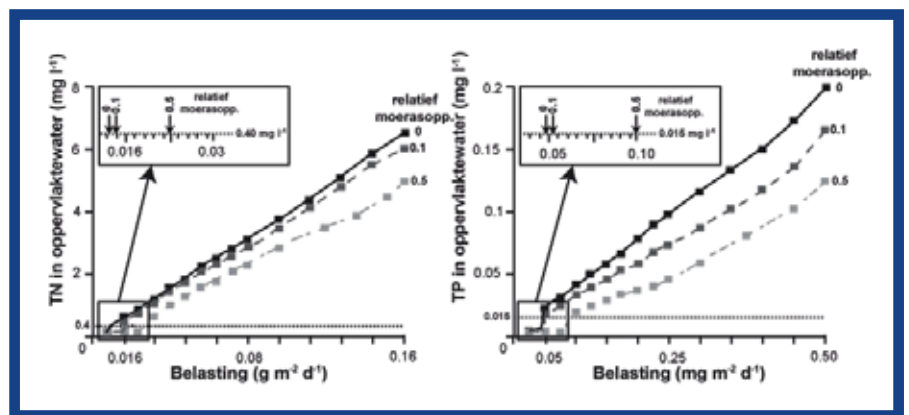 TN in oppervlaktewater (mg l⁻¹)
8
6
4
2
0.4
0
0 0.1 0.5
relatief
moerasopp.
0.40 mg l⁻¹
0.016 0.03
relatief
moerasopp.
0
0.1
0.5
0.016 0.08 0.16
Belasting (g m⁻² d⁻¹)
TP in oppervlaktewater (mg l⁻¹)
0.2
0.15
0.1
0.05
0.015
0
0 0.1 0.5
relatief
moerasopp.
0.015 mg l⁻¹
0.05 0.10
relatief
moerasopp.
0
0.1
0.5
0.05 0.25 0.50
Belasting (mg m⁻² d⁻¹)